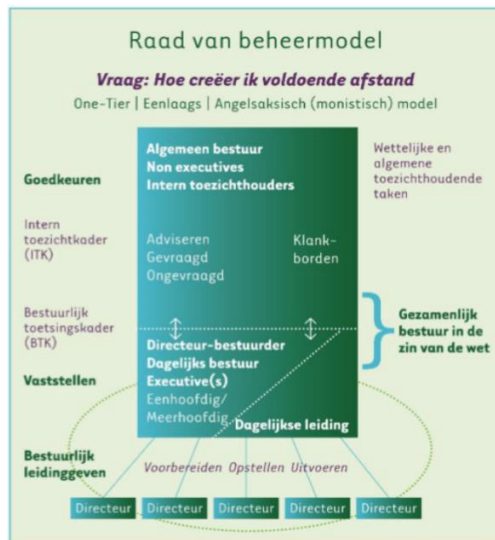 Raad van beheermodel
Vraag: Hoe creëer ik voldoende afstand
One-Tier | Eenlaags | Angelsaksisch (monistisch) model
Algemeen bestuur
Non executives
Intern toezichthouders
Wettelijke en
algemene
toezichthoudende
taken
Goedkeuren
Intern
toezichtkader
(ITK)
Adviseren
Gevraagd
Ongevraagd
Klank-
borden
Bestuurlijk
toetsingskader
(BTK)
Gezamenlijk
bestuur in de
zin van de wet
Directeur-bestuurder
Dagelijks bestuur
Executive(s)
Eenhoofdig/
Meerhoofdig
Vaststellen
Dagelijkse leiding
Bestuurlijk
leidinggeven
Voorbereiden Opstellen Uitvoeren
Directeur Directeur Directeur Directeur Directeur